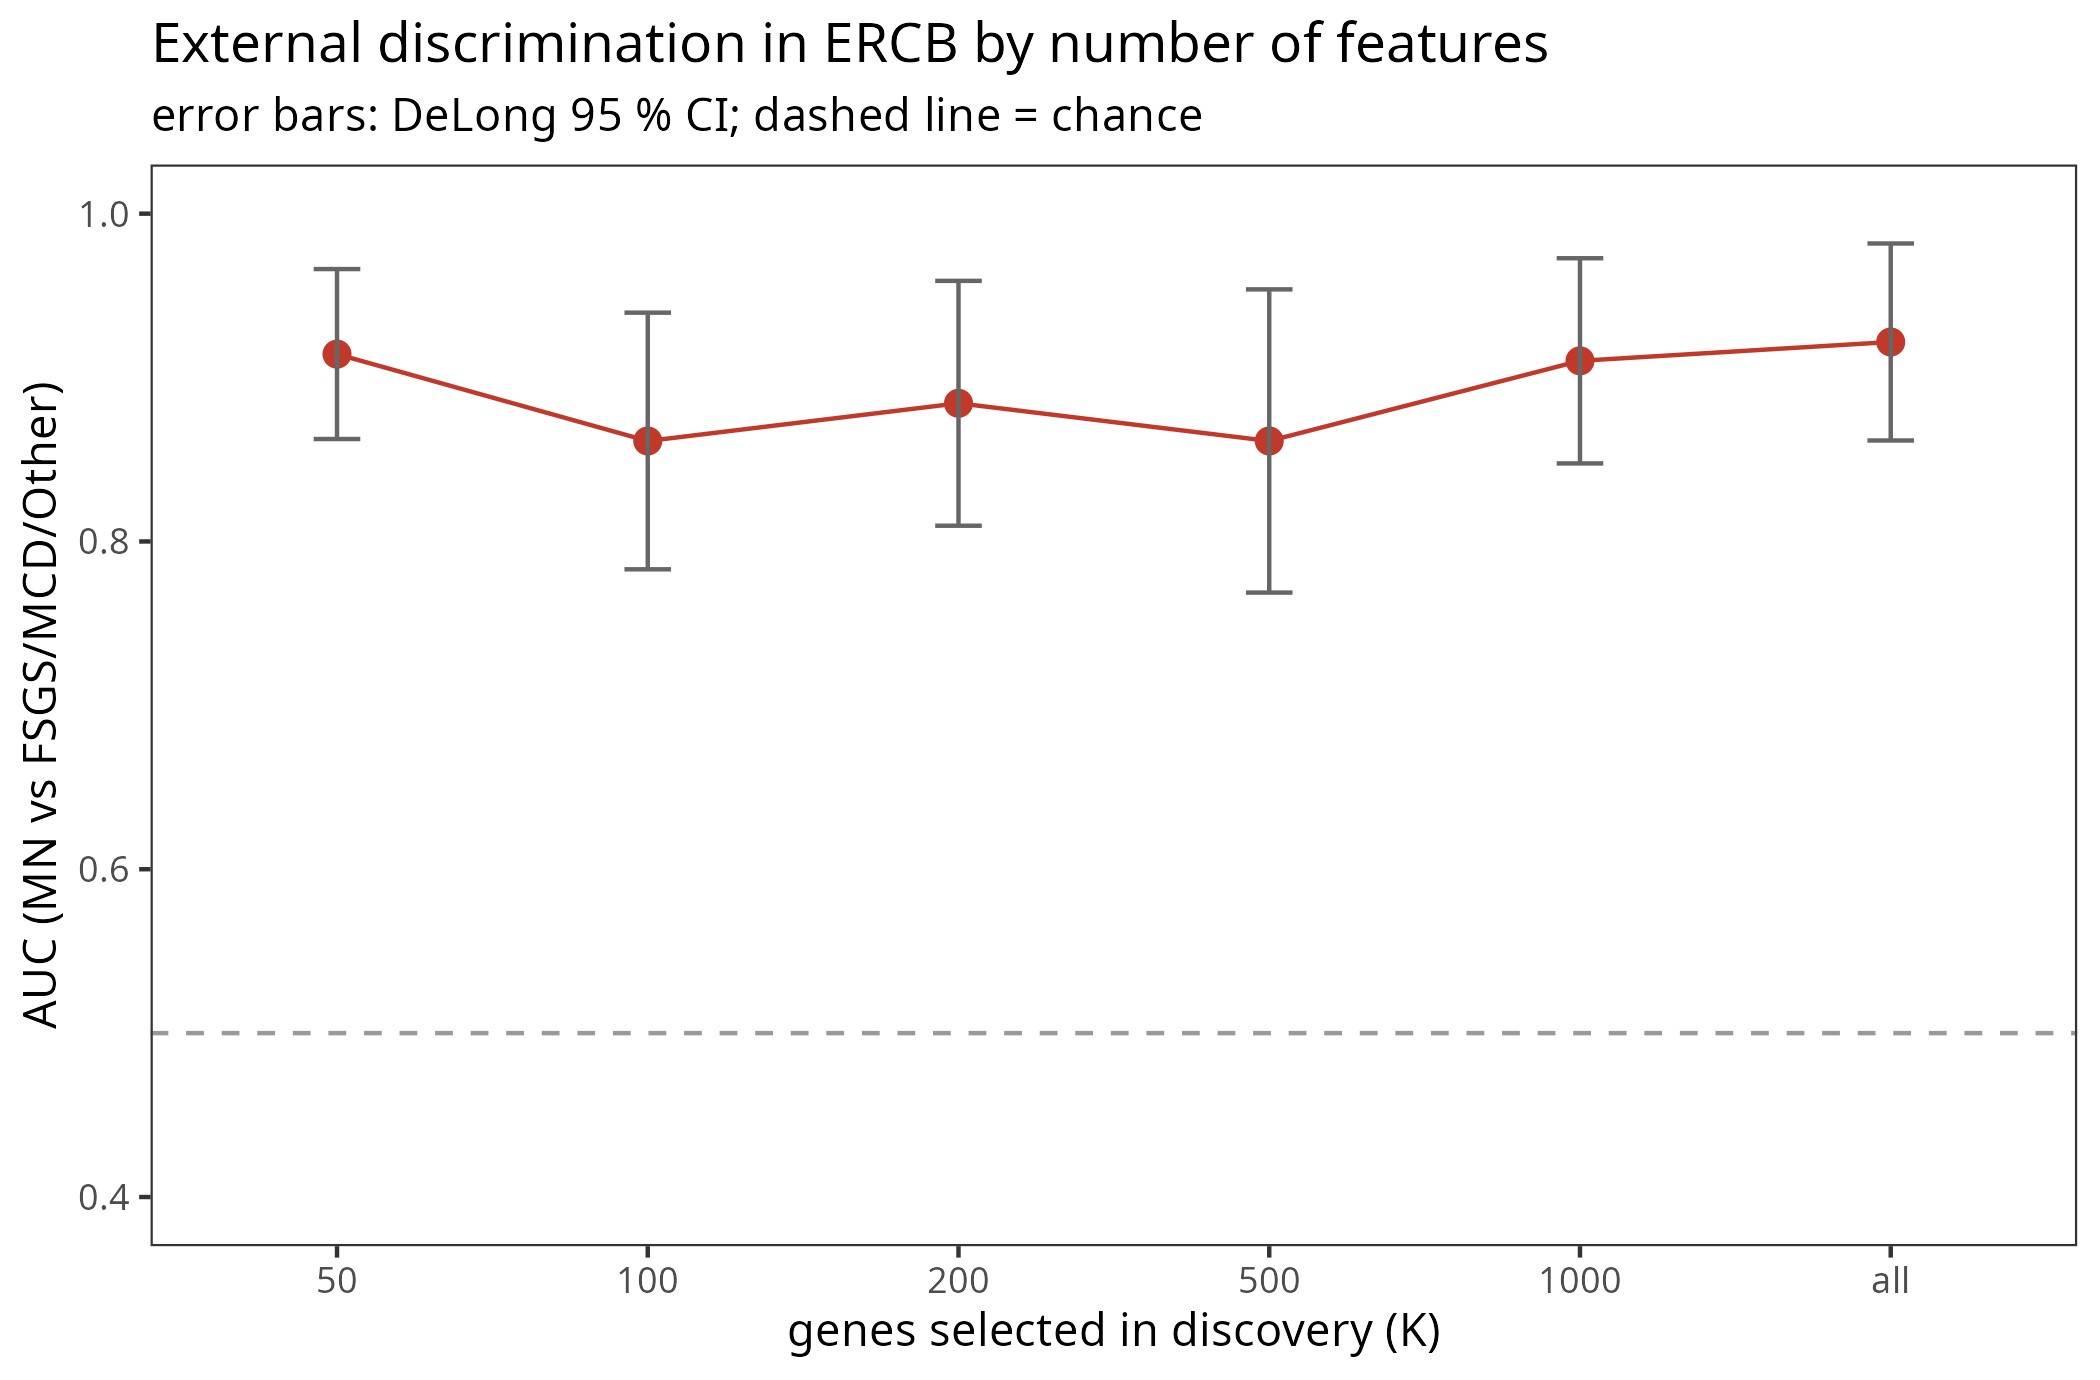 External discrimination in ERCB by number of features
error bars: DeLong 95 % CI; dashed line = chance
AUC (MN vs FSGS/MCD/Other)
1.0
0.8
0.6
0.4
50 100 200 500 1000 all
genes selected in discovery (K)